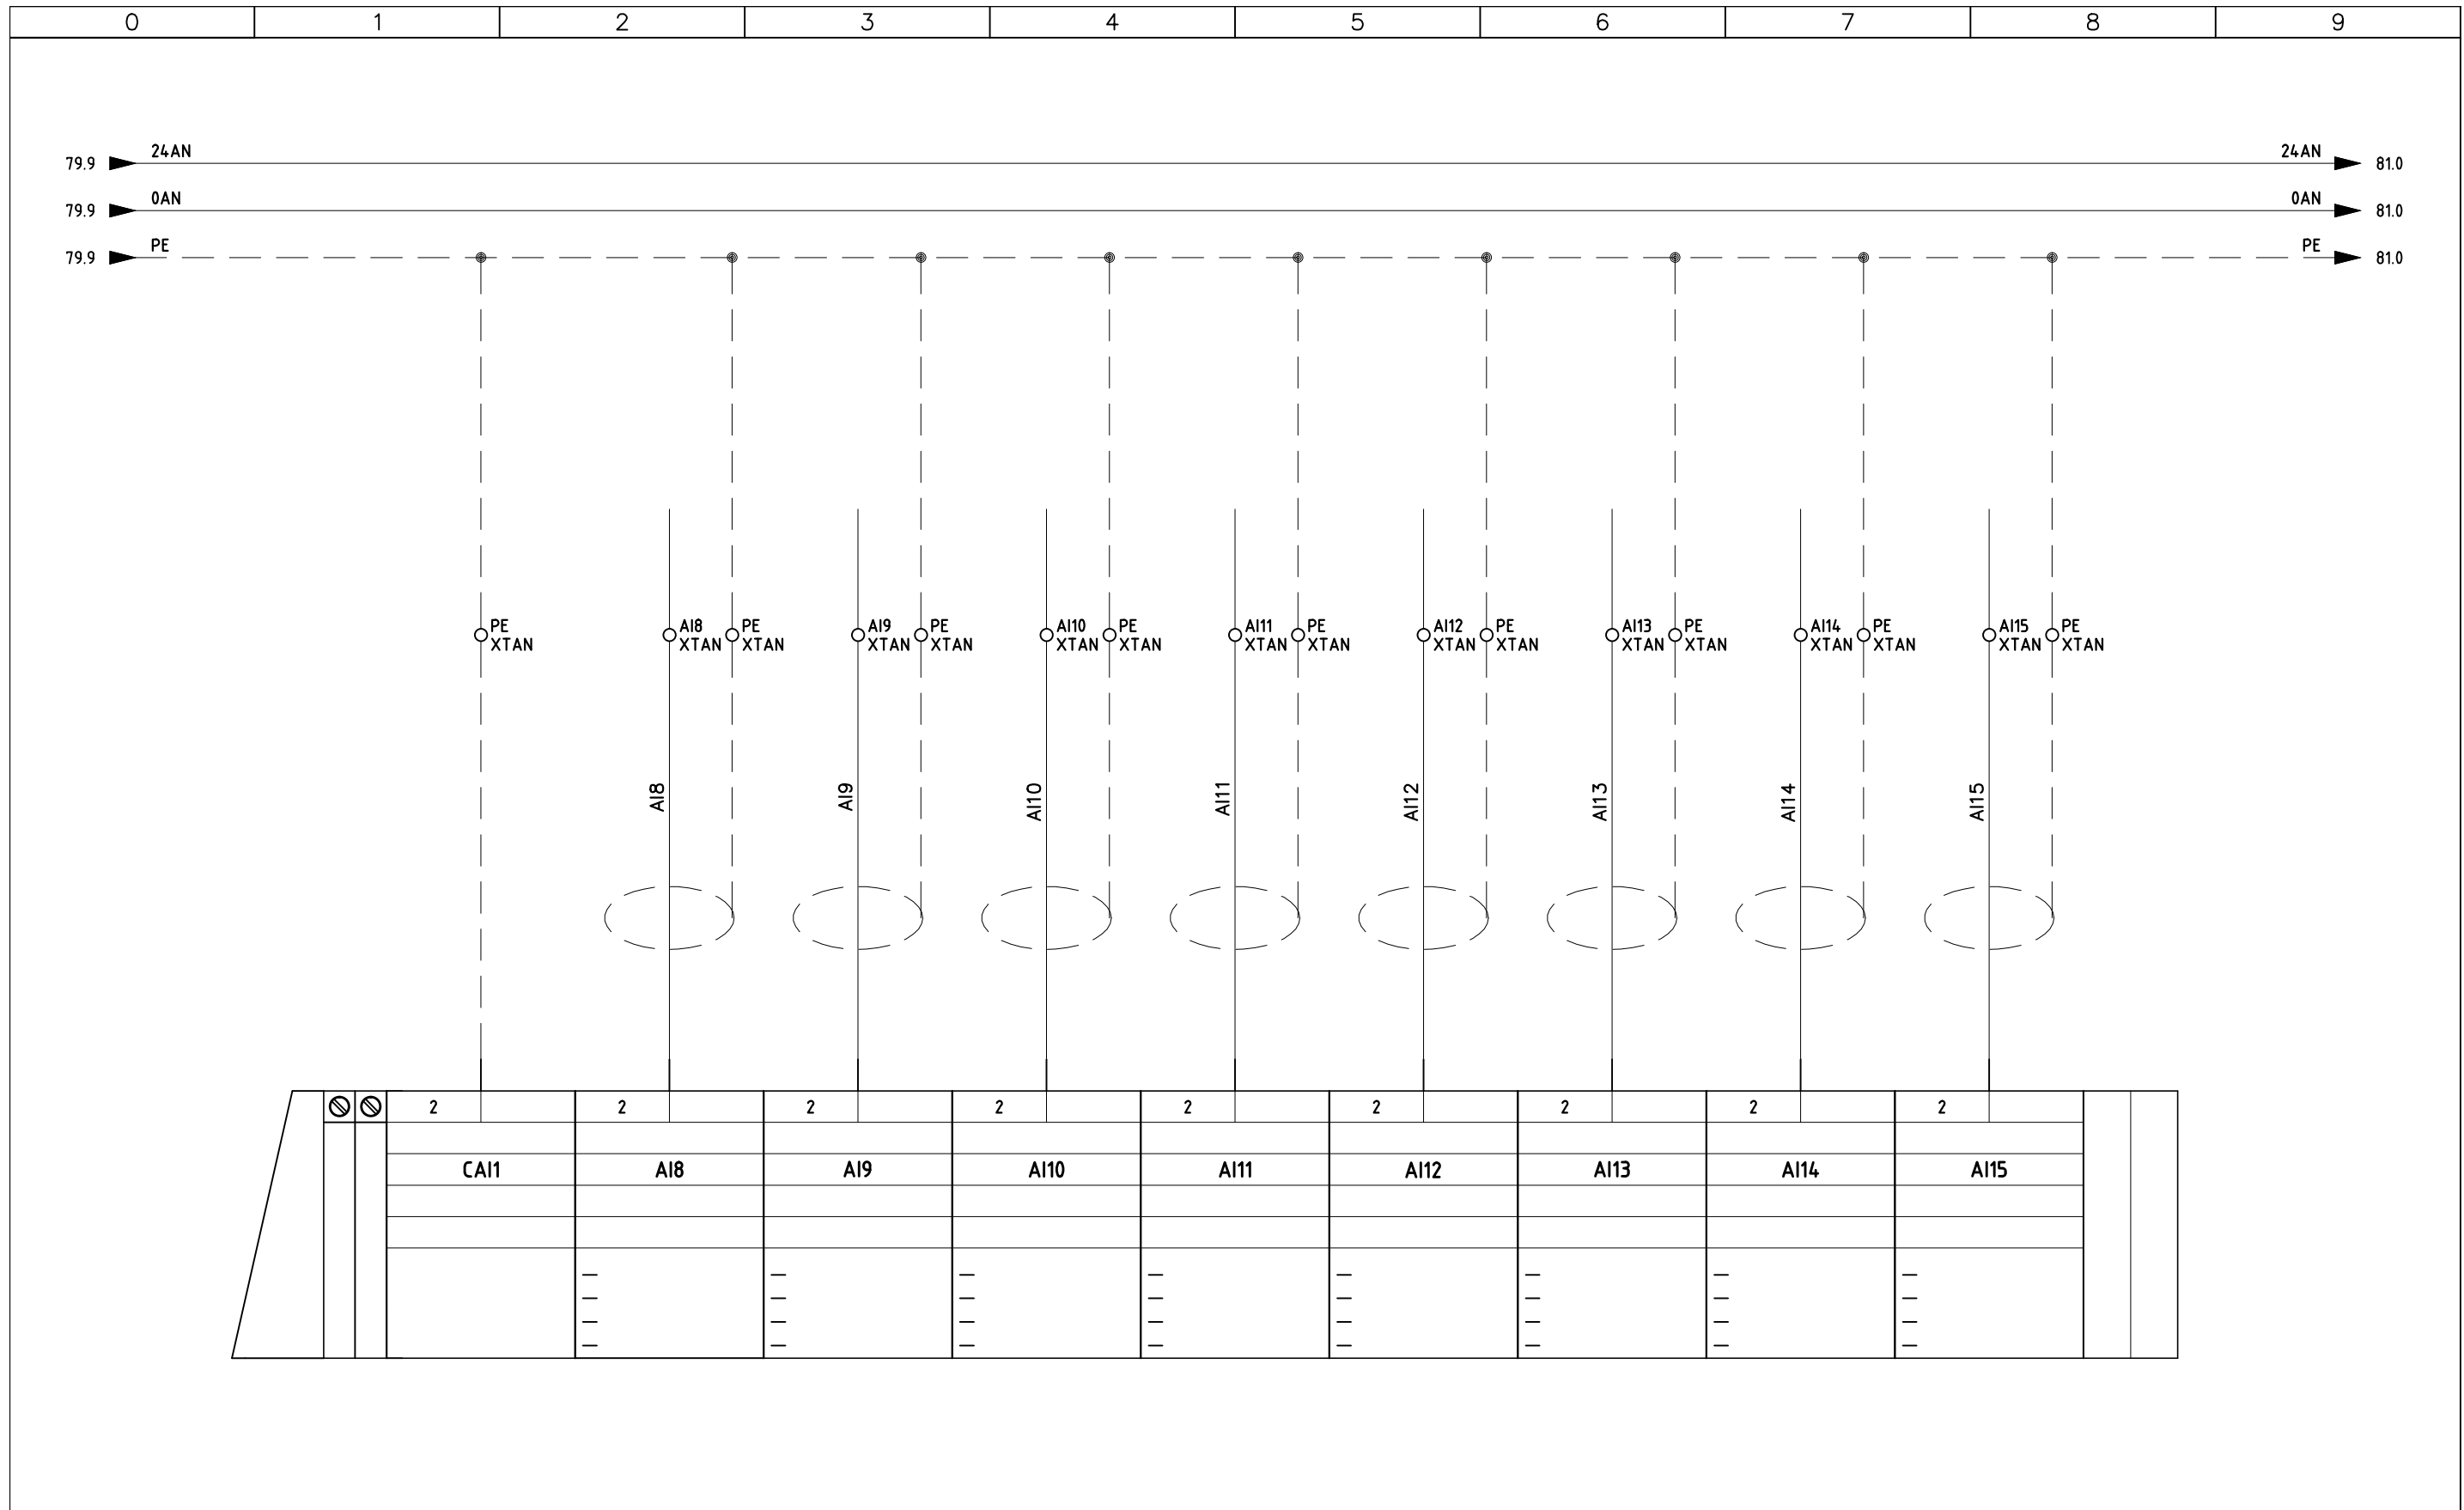 0 1 2 3 4 5 6 7 8 9
79.9 24AN 24AN 81.0
79.9 0AN 0AN 81.0
79.9 PE PE 81.0
PE AI8 PE AI9 PE AI10 PE AI11 PE AI12 PE AI13 PE AI14 PE AI15 PE
XTAN XTAN XTAN XTAN XTAN XTAN XTAN XTAN XTAN XTAN XTAN XTAN XTAN XTAN XTAN XTAN XTAN
AI8 AI9 AI10 AI11 AI12 AI13 AI14 AI15
2 2 2 2 2 2 2 2 2
CAI1 AI8 AI9 AI10 AI11 AI12 AI13 AI14 AI15